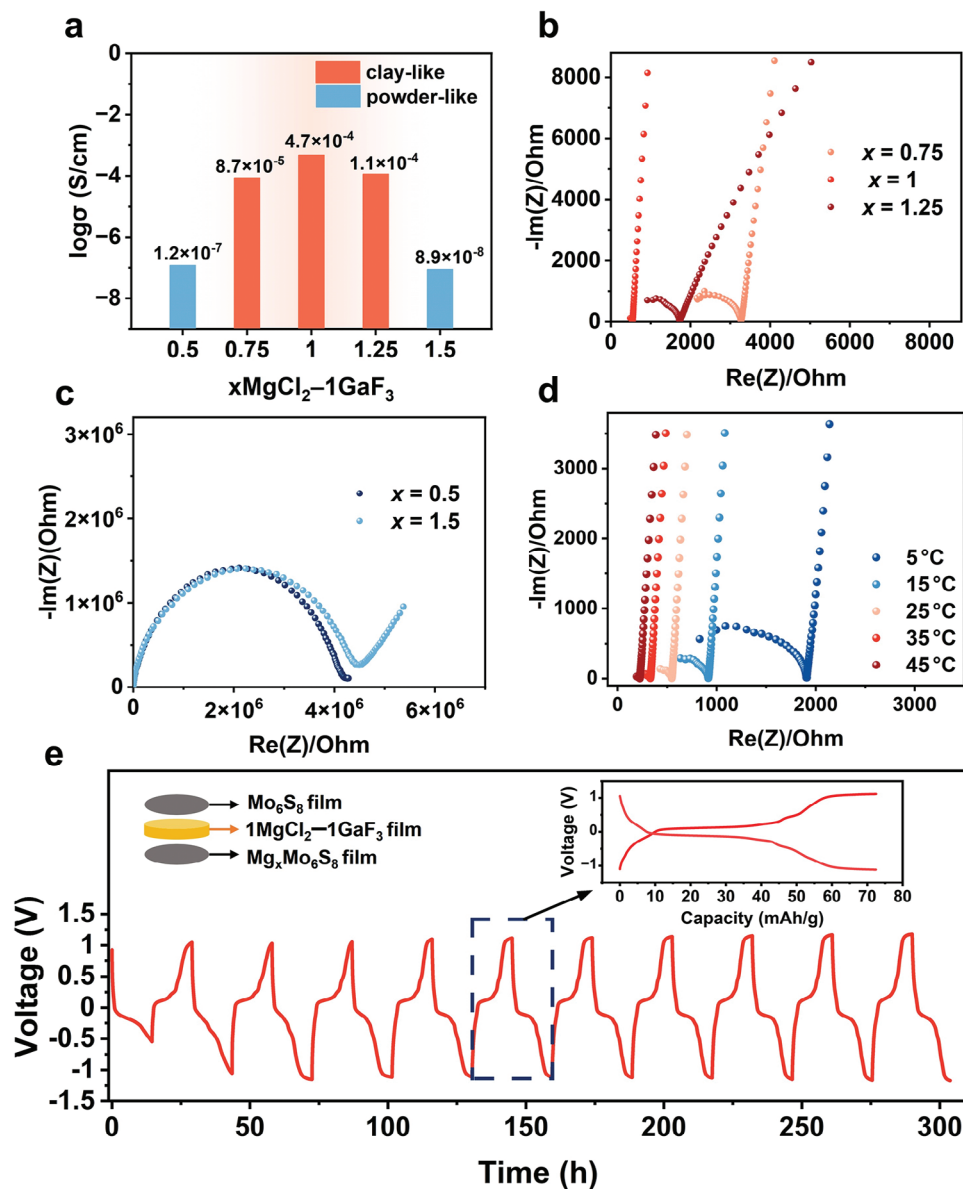 a
0
−2
−4
−6
−8
logσ (S/cm)
clay-like
powder-like
1.2×10⁻⁷
8.7×10⁻⁵
4.7×10⁻⁴
1.1×10⁻⁴
8.9×10⁻⁸
0.5 0.75 1 1.25 1.5
xMgCl₂−1GaF₃
b
8000
6000
4000
2000
0
-Im(Z)/Ohm
x = 0.75
x = 1
x = 1.25
0 2000 4000 6000 8000
Re(Z)/Ohm
c
3×10⁶
2×10⁶
1×10⁶
0
-Im(Z)(Ohm)
x = 0.5
x = 1.5
0 2×10⁶ 4×10⁶ 6×10⁶
Re(Z)/Ohm
d
3000
2000
1000
0
-Im(Z)/Ohm
5 °C
15 °C
25 °C
35 °C
45 °C
0 1000 2000 3000
Re(Z)/Ohm
e
Mo₆S₈ film
1MgCl₂−1GaF₃ film
MgₓMo₆S₈ film
1
0
−1
Voltage (V)
0 10 20 30 40 50 60 70 80
Capacity (mAh/g)
1.5
1
0.5
0
-0.5
-1
-1.5
Voltage (V)
0 50 100 150 200 250 300
Time (h)